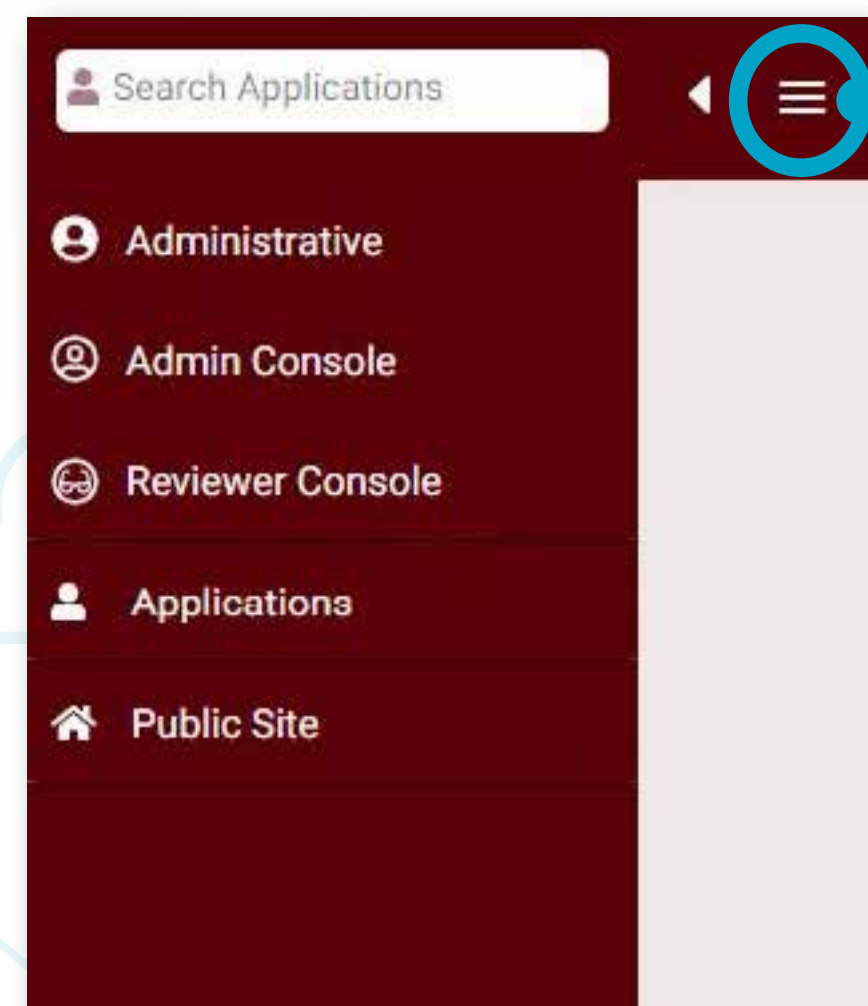 Search Applications
Administrative
Admin Console
Reviewer Console
Applications
Public Site